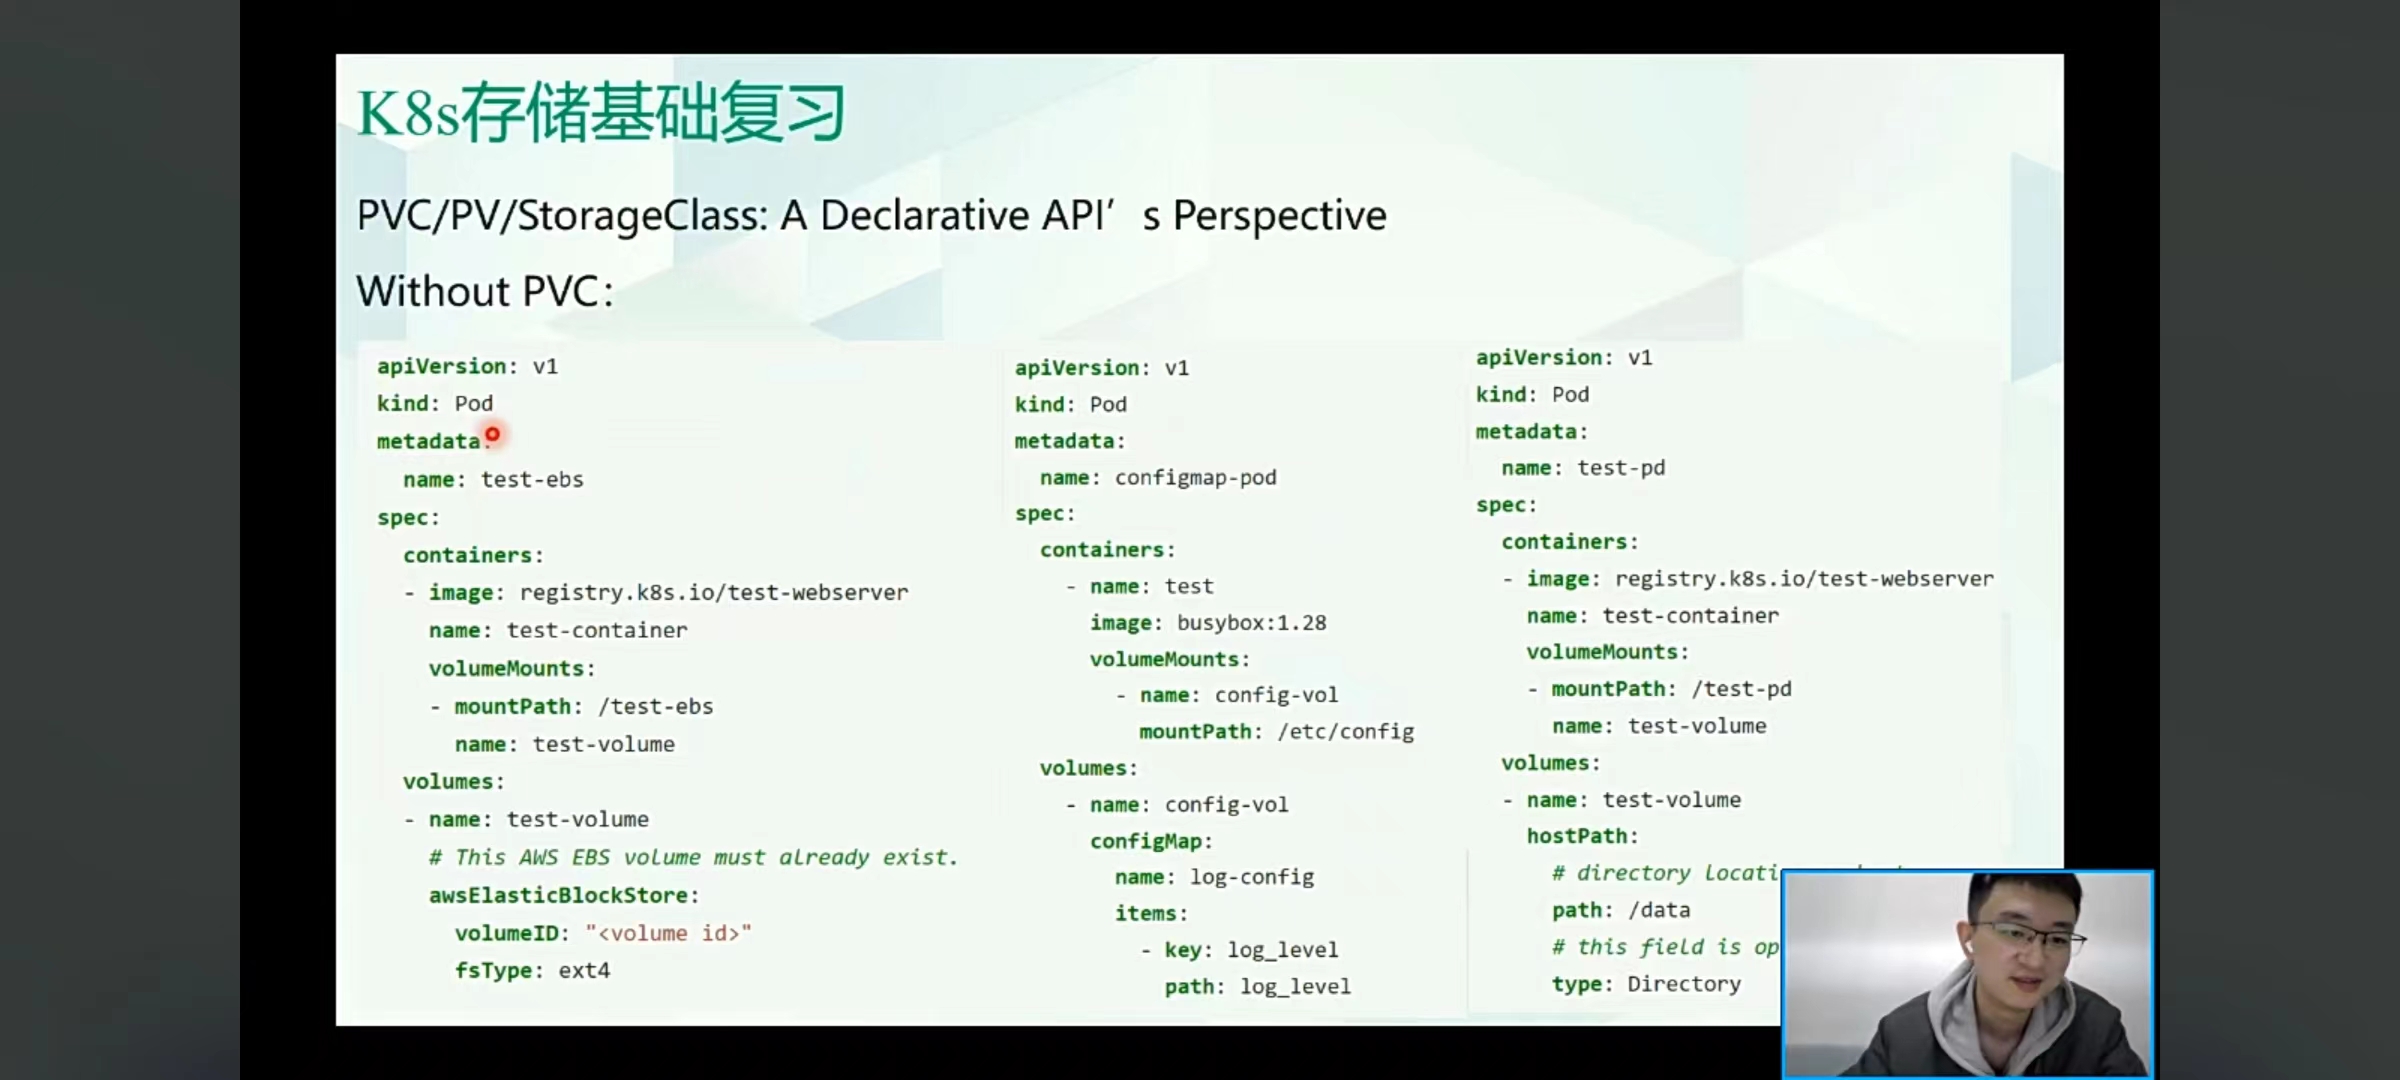 K8s存储基础复习
PVC/PV/StorageClass: A Declarative API's Perspective
Without PVC:
apiVersion: v1
kind: Pod
metadata:
name: test-ebs
spec:
containers:
- image: registry.k8s.io/test-webserver
name: test-container
volumeMounts:
- mountPath: /test-ebs
name: test-volume
volumes:
- name: test-volume
# This AWS EBS volume must already exist.
awsElasticBlockStore:
volumeID: "<volume id>"
fsType: ext4
apiVersion: v1
kind: Pod
metadata:
name: configmap-pod
spec:
containers:
- name: test
image: busybox:1.28
volumeMounts:
- name: config-vol
mountPath: /etc/config
volumes:
- name: config-vol
configMap:
name: log-config
items:
- key: log_level
path: log_level
apiVersion: v1
kind: Pod
metadata:
name: test-pd
spec:
containers:
- image: registry.k8s.io/test-webserver
name: test-container
volumeMounts:
- mountPath: /test-pd
name: test-volume
volumes:
- name: test-volume
hostPath:
# directory
path: /data
# this field is
type: Directory